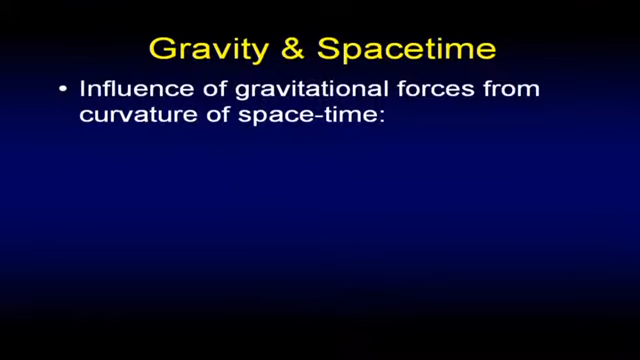 Gravity & Spacetime
• Influence of gravitational forces from
curvature of space-time: